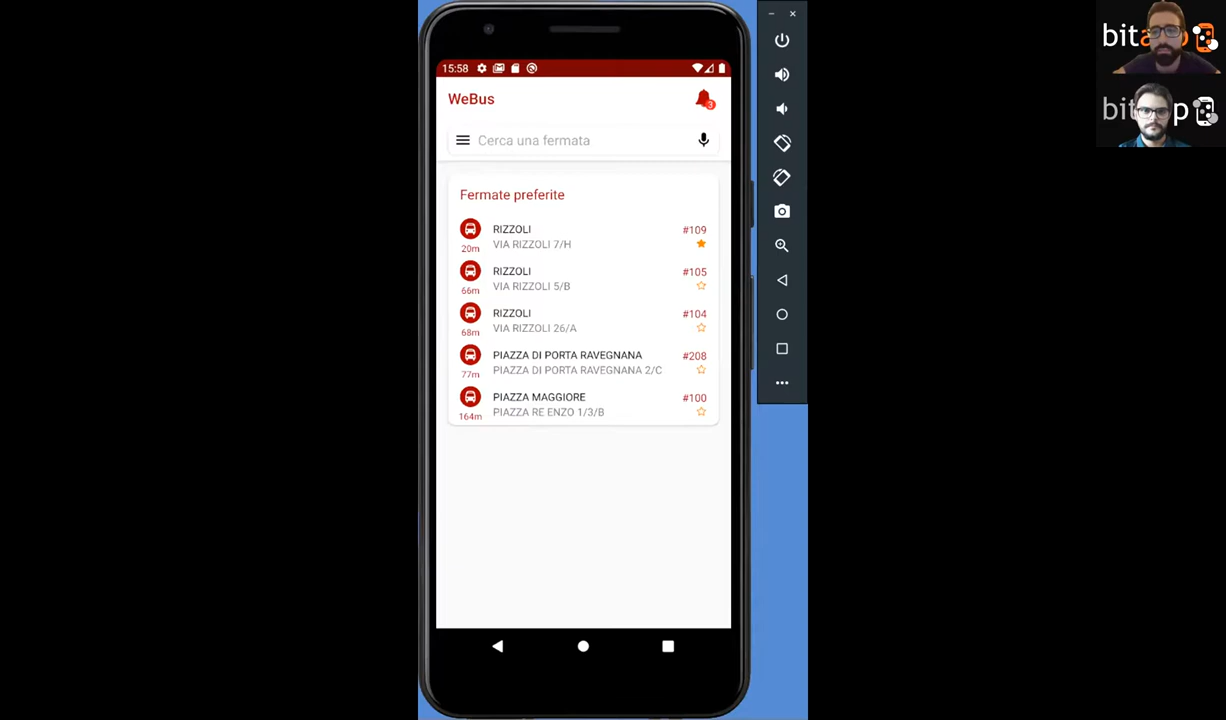 15:58
WeBus
3
Cerca una fermata
Fermate preferite
RIZZOLI
#109
20m
VIA RIZZOLI 7/H
RIZZOLI
#105
66m
VIA RIZZOLI 5/B
RIZZOLI
#104
68m
VIA RIZZOLI 26/A
PIAZZA DI PORTA RAVEGNANA
#208
77m
PIAZZA DI PORTA RAVEGNANA 2/C
PIAZZA MAGGIORE
#100
164m
PIAZZA RE ENZO 1/3/B